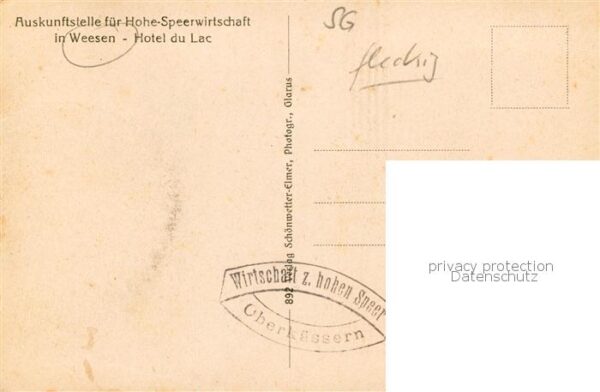 Auskunftstelle für Hohe-Speerwirtschaft
in Weesen - Hotel du Lac
SG
fleckig
892 Verlag Schönwetter-Elmer, Photogr., Glarus
Wirtschaft z. hohen Speer
Oberkässern
privacy protection
Datenschutz